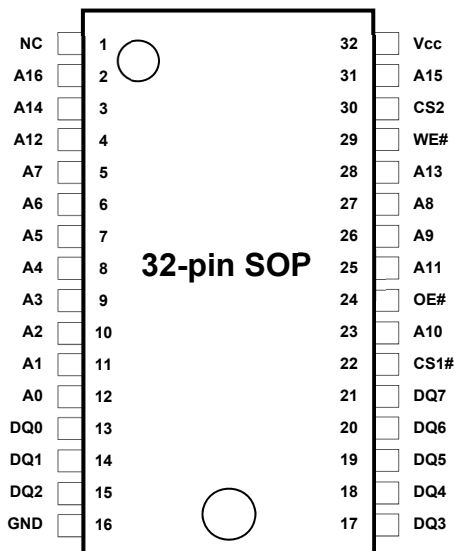 NC 1 32 Vcc
A16 2 31 A15
A14 3 30 CS2
A12 4 29 WE#
A7 5 28 A13
A6 6 27 A8
A5 7 26 A9
A4 8 32-pin SOP 25 A11
A3 9 24 OE#
A2 10 23 A10
A1 11 22 CS1#
A0 12 21 DQ7
DQ0 13 20 DQ6
DQ1 14 19 DQ5
DQ2 15 18 DQ4
GND 16 17 DQ3